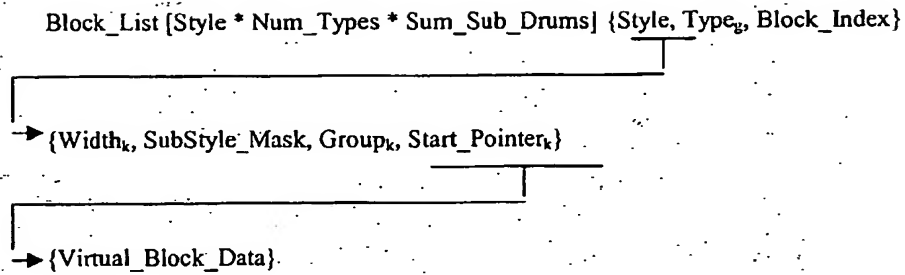 Block_List [Style * Num_Types * Sum_Sub_Drums] {Style, Type_g, Block_Index}
{Width_k, SubStyle_Mask, Group_k, Start_Pointer_k}
{Virtual_Block_Data}